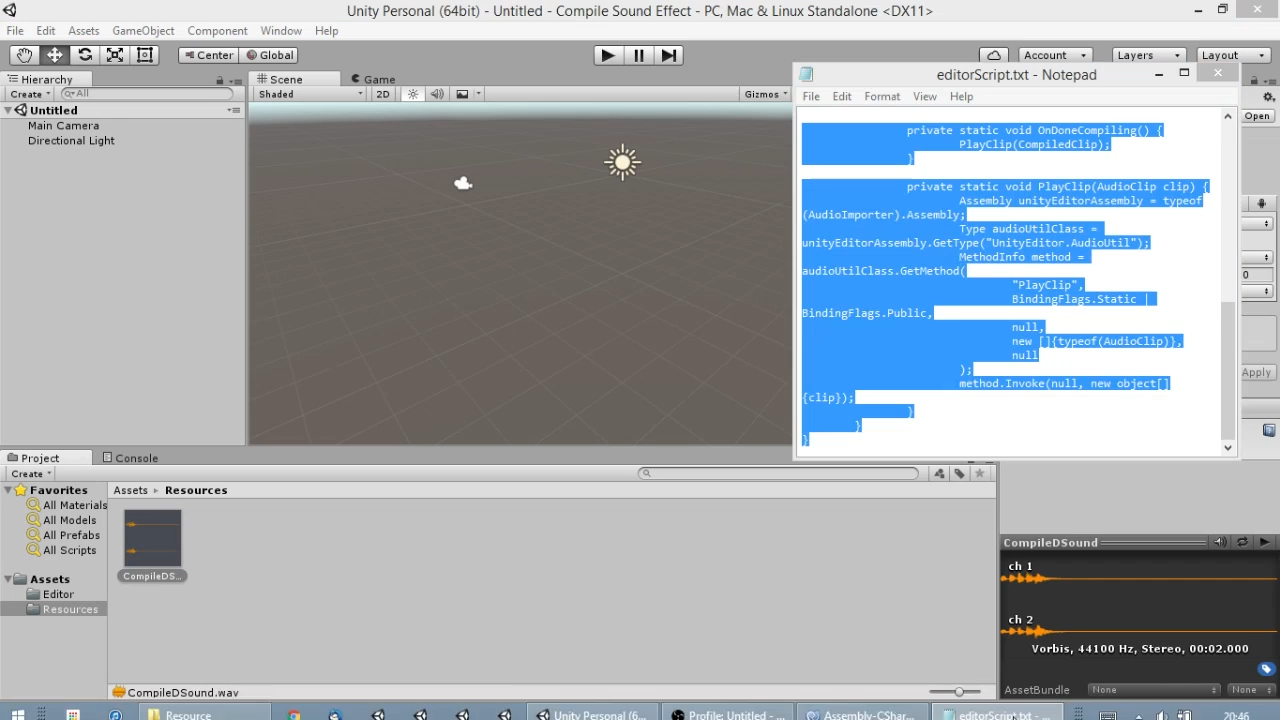 Unity Personal (64bit) - Untitled - Compile Sound Effect - PC, Mac & Linux Standalone <DX11>
File Edit Assets GameObject Component Window Help
Center Global Account Layers Layout
Hierarchy
Create All
Untitled
Main Camera
Directional Light
Scene Game
Shaded 2D Gizmos
editorScript.txt - Notepad
File Edit Format View Help
private static void OnDoneCompiling() {
PlayClip(CompiledClip);
}
private static void PlayClip(AudioClip clip) {
Assembly unityEditorAssembly = typeof
(AudioImporter).Assembly;
Type audioUtilClass =
unityEditorAssembly.GetType("UnityEditor.AudioUtil");
MethodInfo method =
audioUtilClass.GetMethod(
"PlayClip",
BindingFlags.Static |
BindingFlags.Public,
null,
new []{typeof(AudioClip)},
null
);
method.Invoke(null, new object[]
{clip});
}
}
}
Open
0
Apply
Project Console
Create
Favorites
All Materials
All Models
All Prefabs
All Scripts
Assets
Editor
Resources
Assets Resources
CompileDS...
CompileDSound.wav
CompileDSound
ch 1
ch 2
Vorbis, 44100 Hz, Stereo, 00:02.000
AssetBundle None None
Resource Unity Personal (6... Profile: Untitled - ... Assembly-CShar... editorScript.txt - ... 20:46